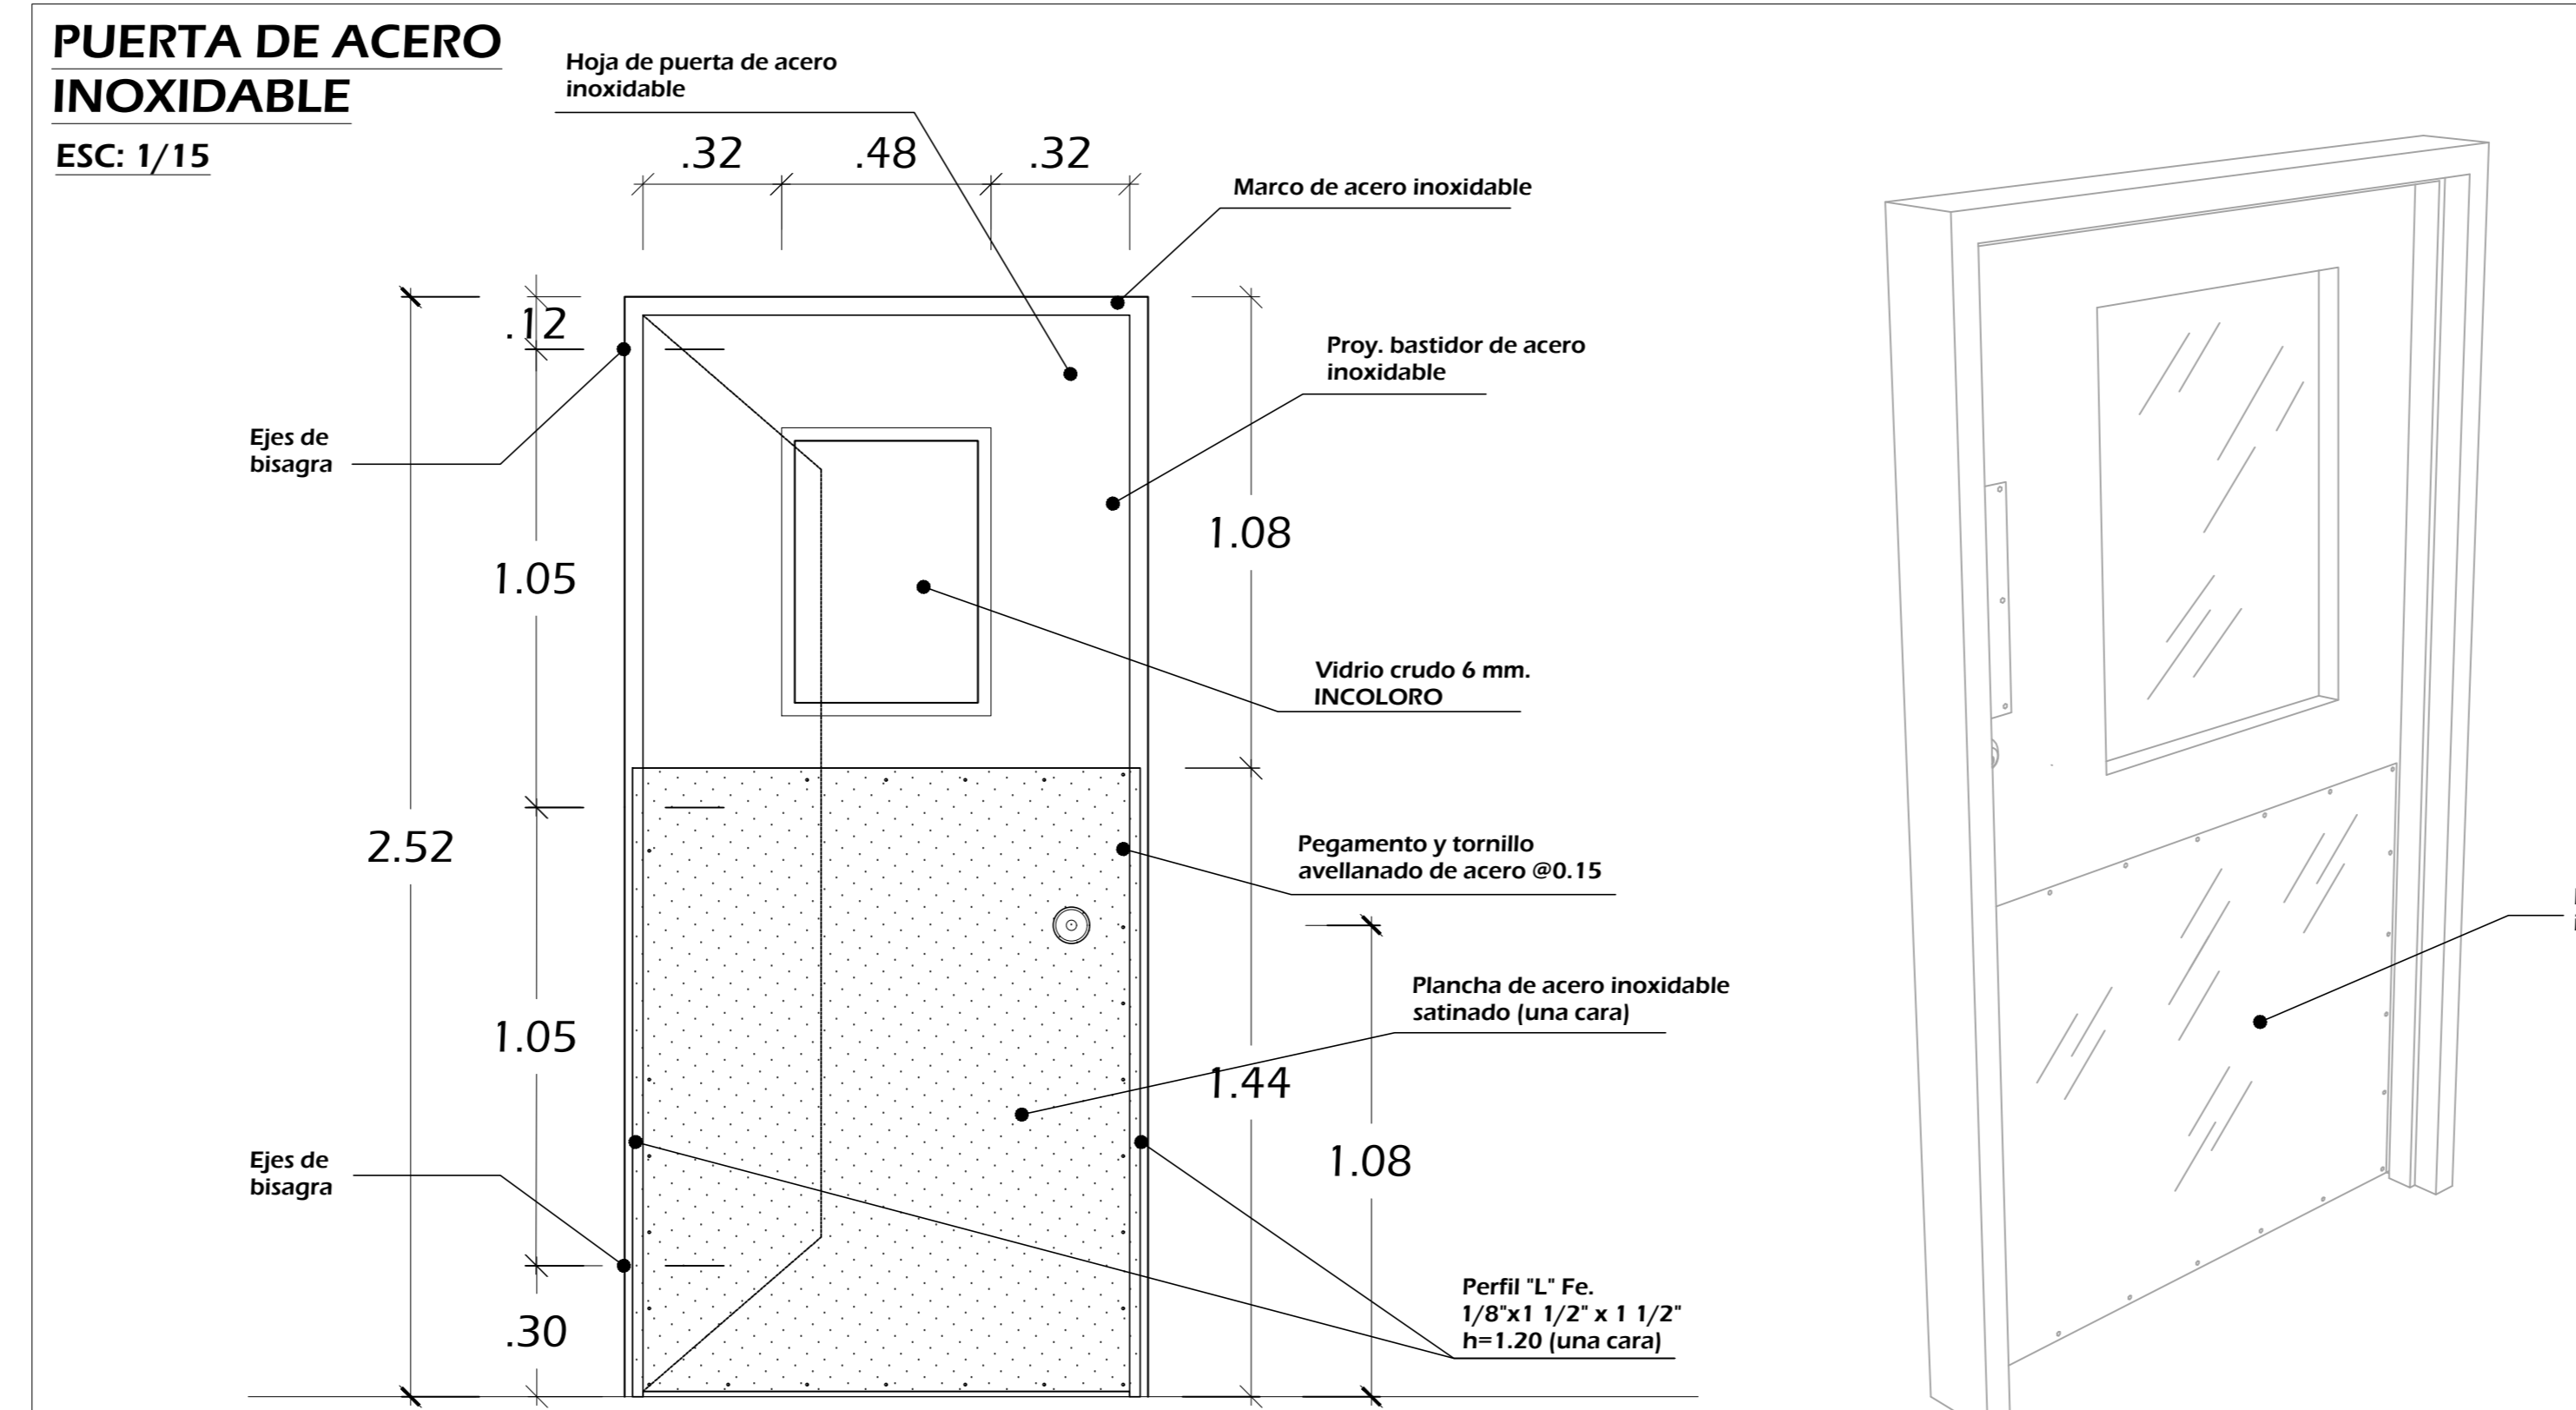 PUERTA DE ACERO
INOXIDABLE
ESC: 1/15
Hoja de puerta de acero
inoxidable
.32
.48
.32
Marco de acero inoxidable
.12
Proy. bastidor de acero
inoxidable
Ejes de
bisagra
1.08
1.05
Vidrio crudo 6 mm.
INCOLORO
2.52
Pegamento y tornillo
avellanado de acero @0.15
Plancha de acero inoxidable
satinado (una cara)
1.05
1.44
1.08
Ejes de
bisagra
Perfil "L" Fe.
1/8"x1 1/2" x 1 1/2"
h=1.20 (una cara)
.30